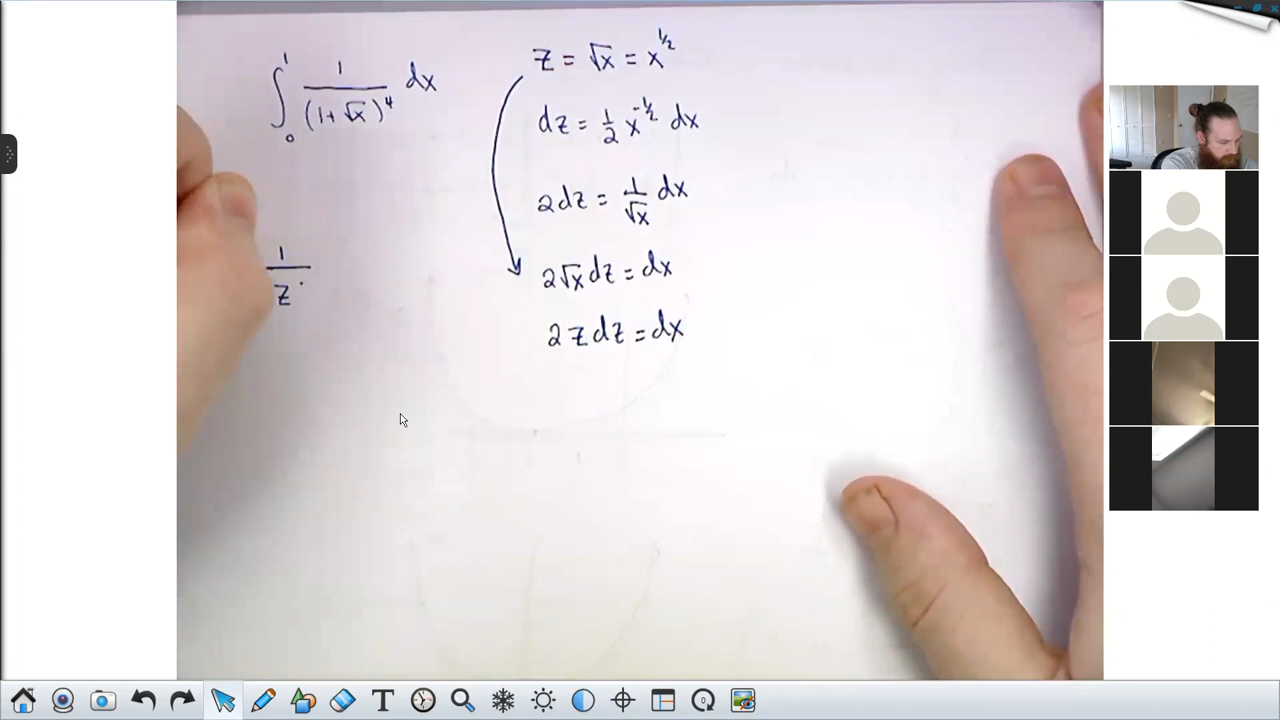 ∫₀¹ 1/(1+√x)⁴ dx
z = √x = x^(1/2)
dz = 1/2 x^(-1/2) dx
2dz = 1/√x dx
2√x dz = dx
2z dz = dx
1/z
T
0